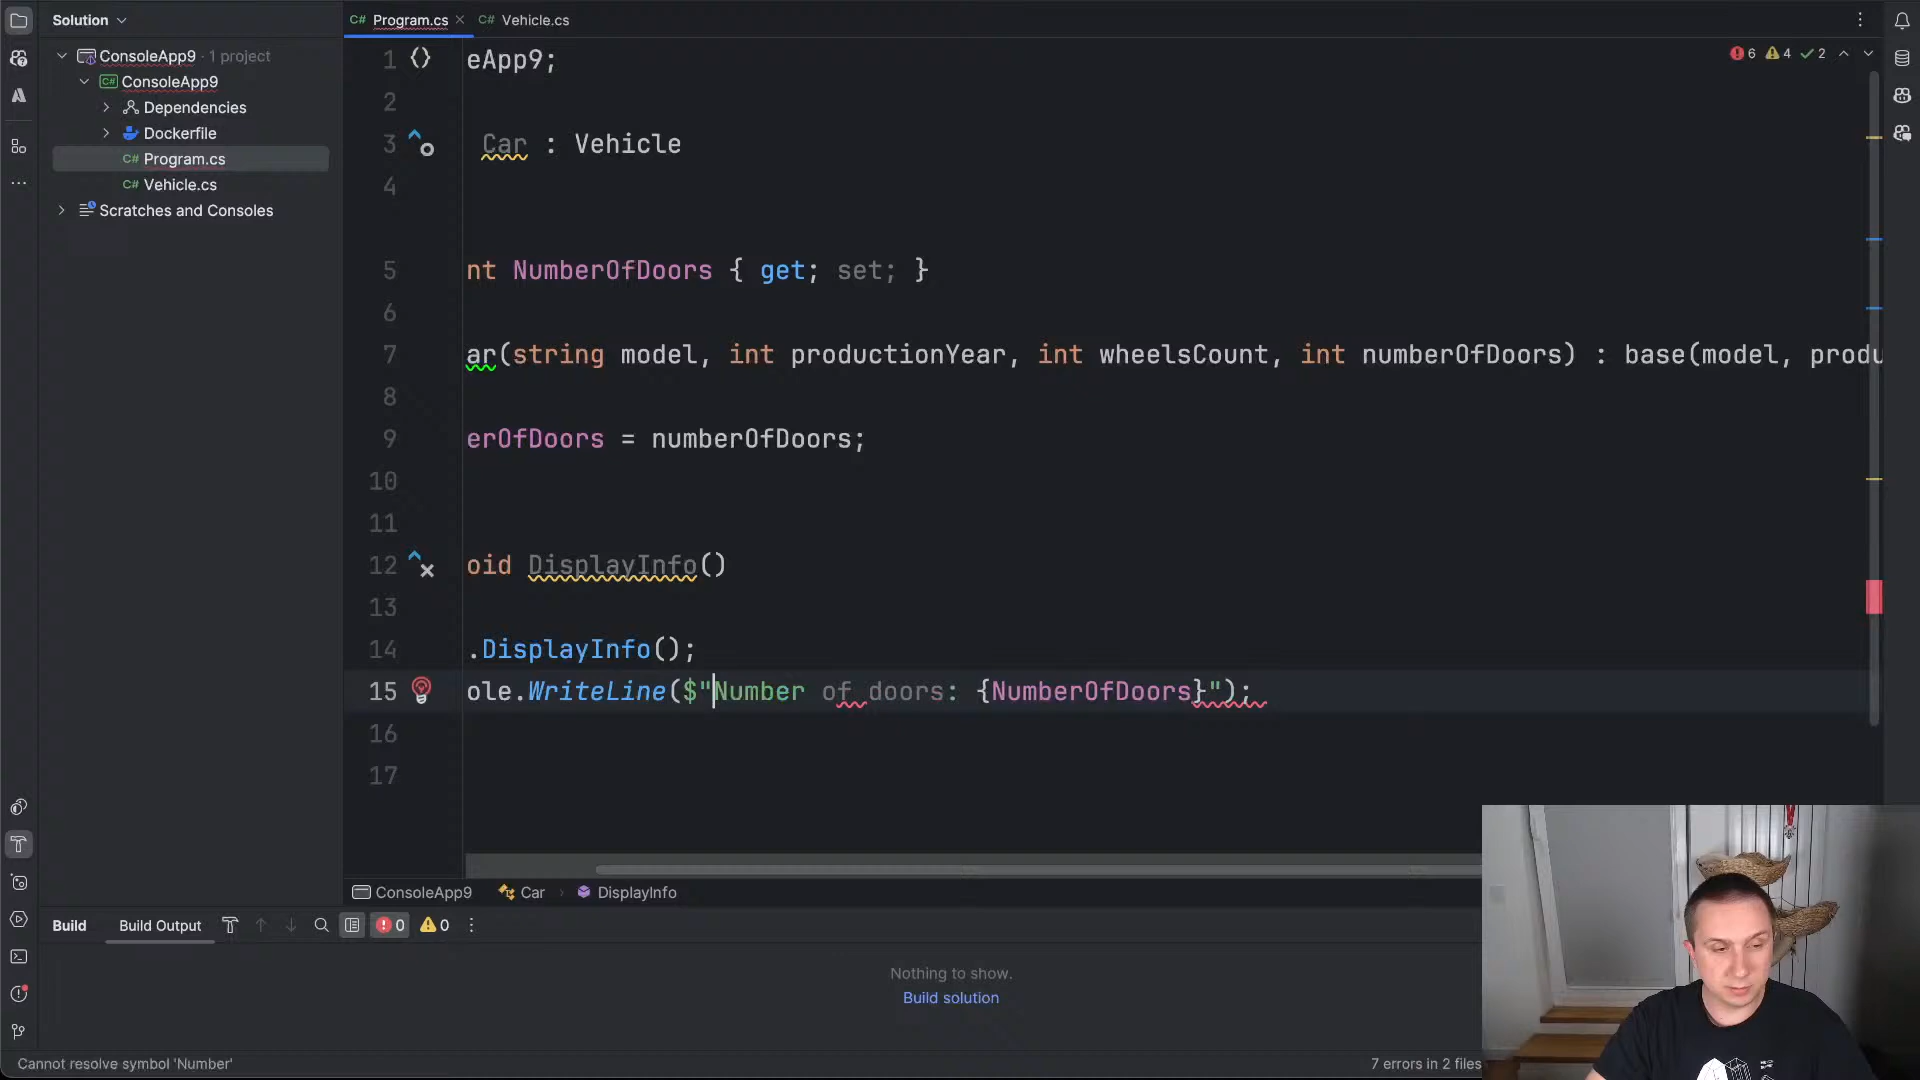 Solution
C# Program.cs
C# Vehicle.cs
ConsoleApp9 · 1 project
C# ConsoleApp9
Dependencies
Dockerfile
C# Program.cs
C# Vehicle.cs
Scratches and Consoles
6 4 2
1 eApp9;
2
3 Car : Vehicle
4
5 nt NumberOfDoors { get; set; }
6
7 ar(string model, int productionYear, int wheelsCount, int numberOfDoors) : base(model, produ
8
9 erOfDoors = numberOfDoors;
10
11
12 oid DisplayInfo()
13
14 .DisplayInfo();
15 ole.WriteLine($"Number of doors: {NumberOfDoors}");
16
17
ConsoleApp9 Car › DisplayInfo
Build Build Output 0 0
Nothing to show.
Build solution
Cannot resolve symbol 'Number'
7 errors in 2 files